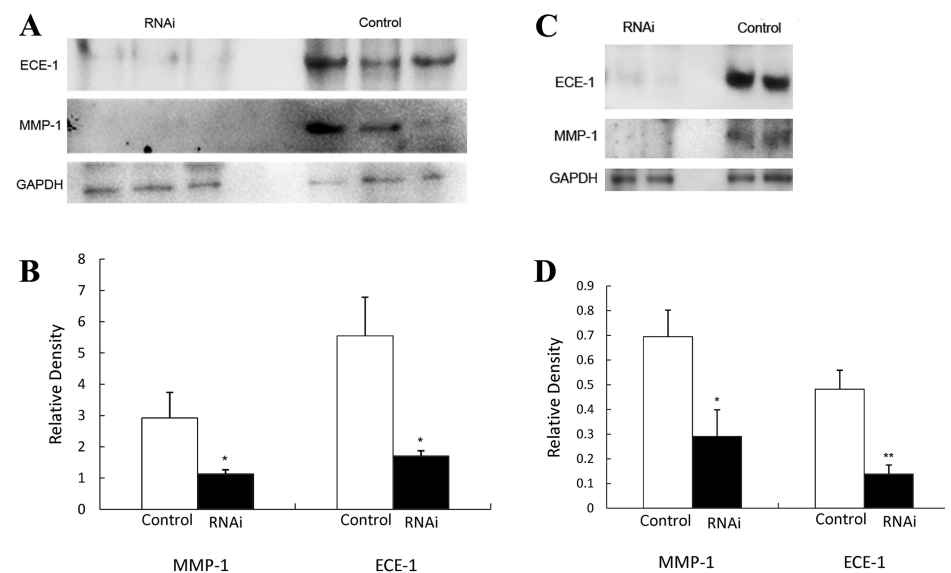 A
RNAi
Control
ECE-1
MMP-1
GAPDH
C
RNAi
Control
ECE-1
MMP-1
GAPDH
B
Relative Density
8
7
6
5
4
3
2
1
0
*
*
Control RNAi Control RNAi
MMP-1 ECE-1
D
Relative Density
0.9
0.8
0.7
0.6
0.5
0.4
0.3
0.2
0.1
0
*
**
Control RNAi Control RNAi
MMP-1 ECE-1